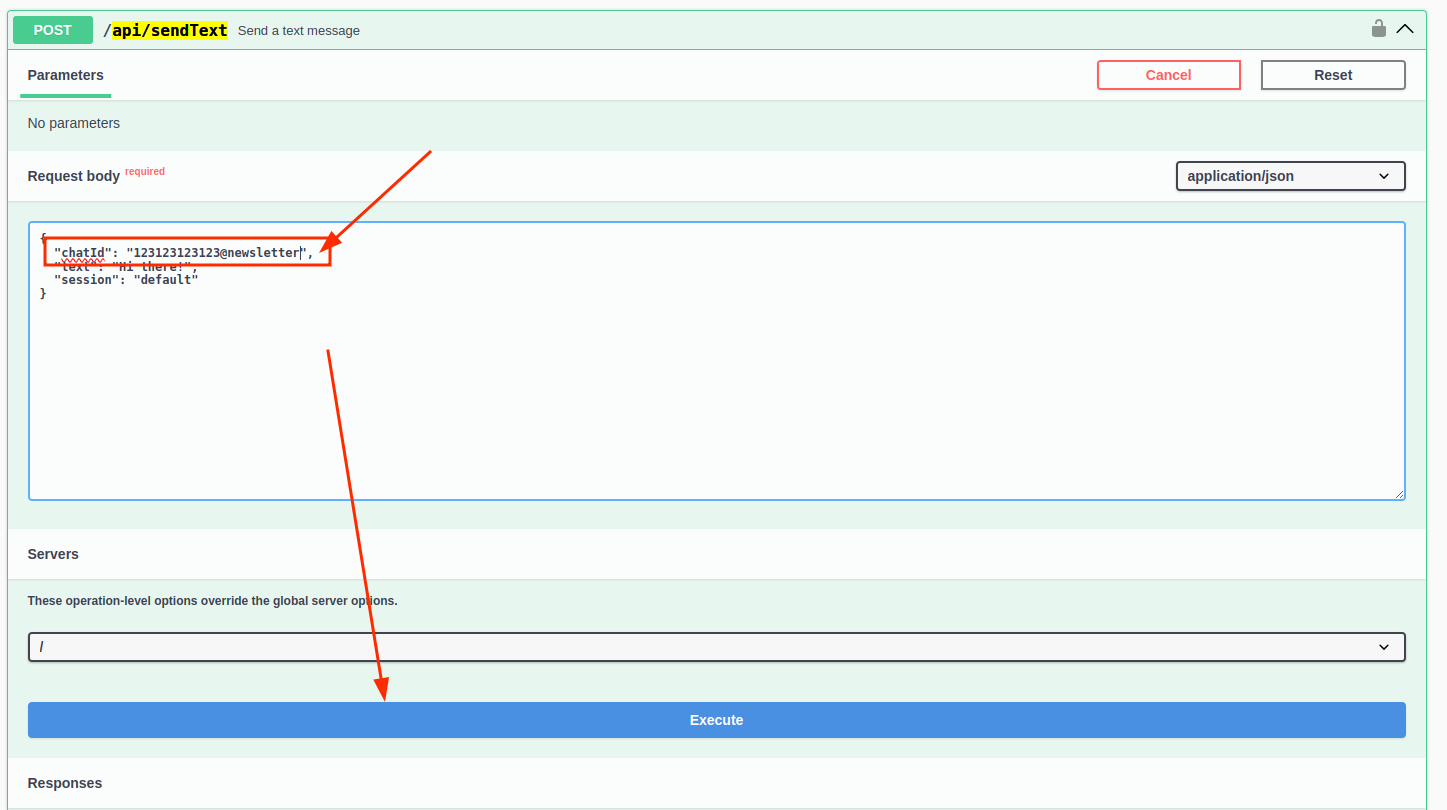 POST /api/sendText Send a text message
Parameters Cancel Reset
No parameters
Request body required application/json
{
"chatId": "123123123123@newsletter",
"text": "Hi there!",
"session": "default"
}
Servers
These operation-level options override the global server options.
/
Execute
Responses